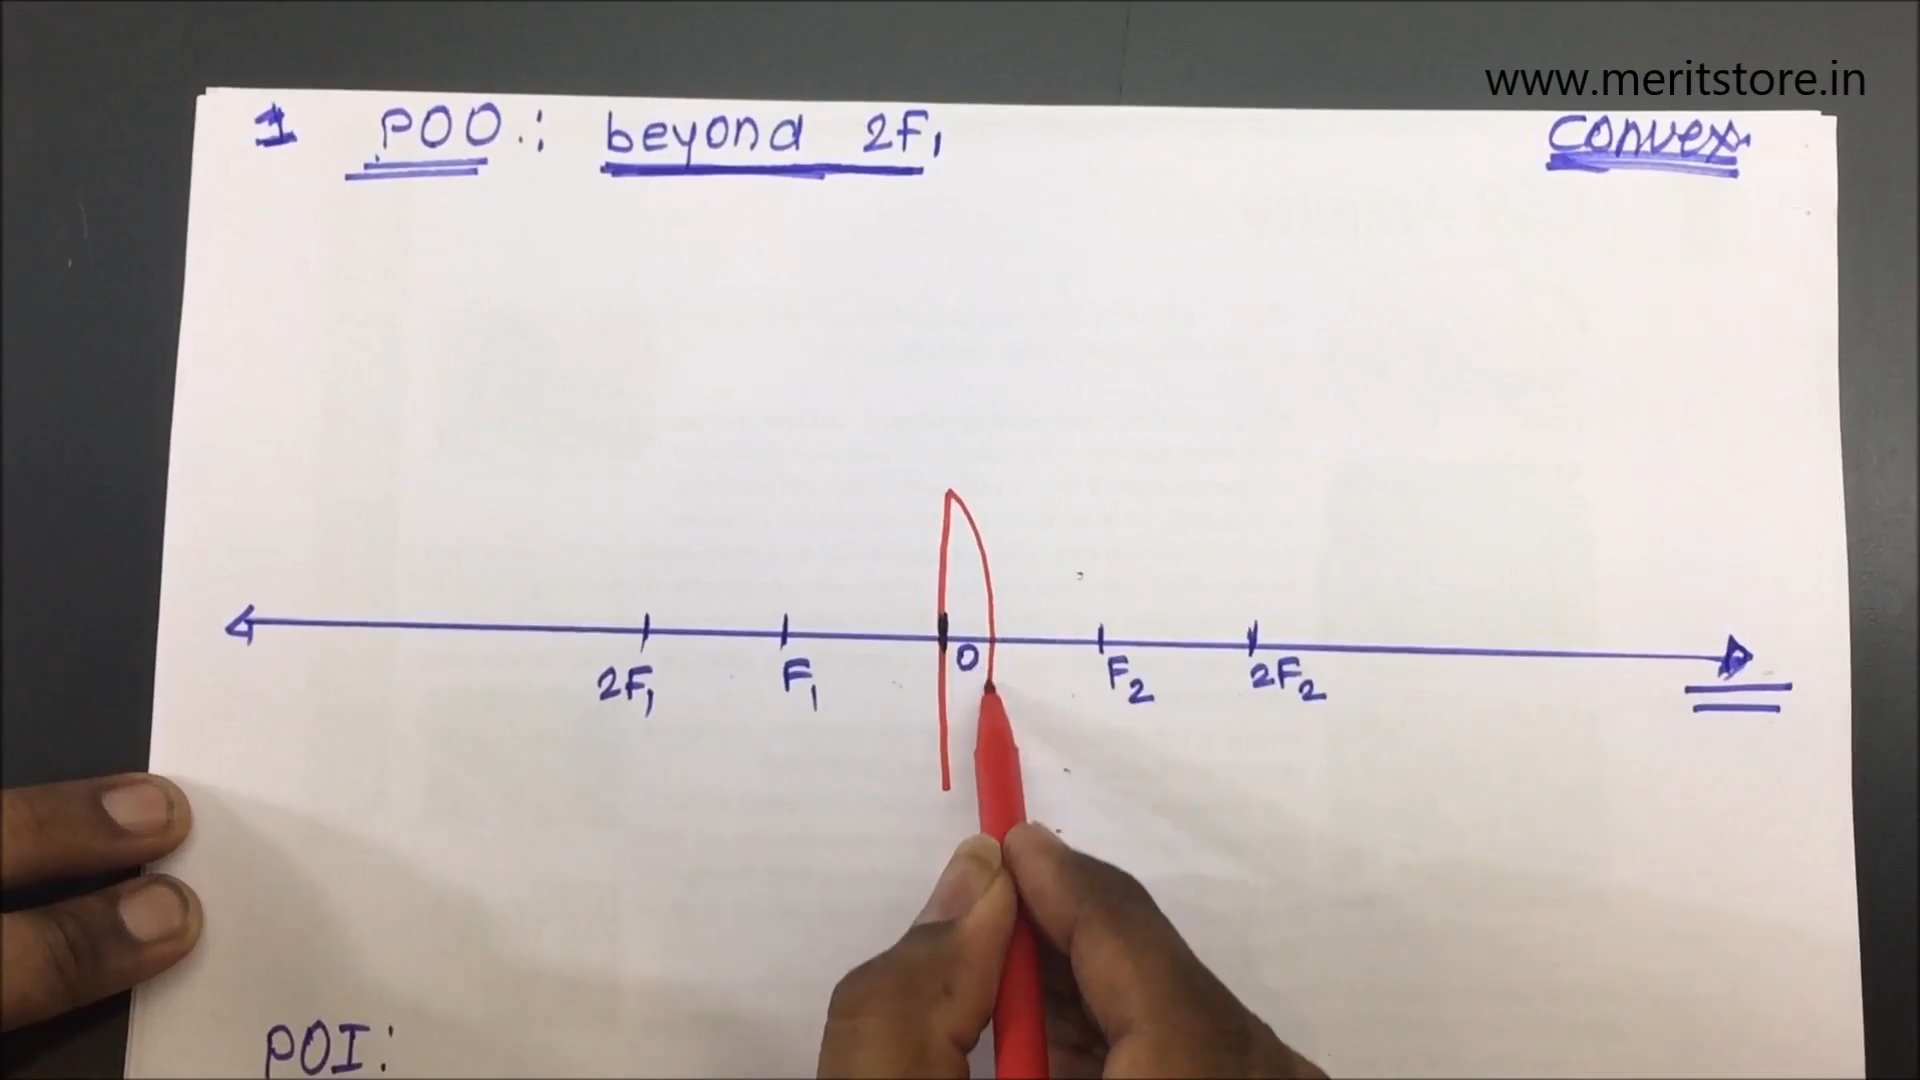 www.meritstore.in
1 POO.: beyond 2F1
Convex
2F1 F1 O F2 2F2
POI: